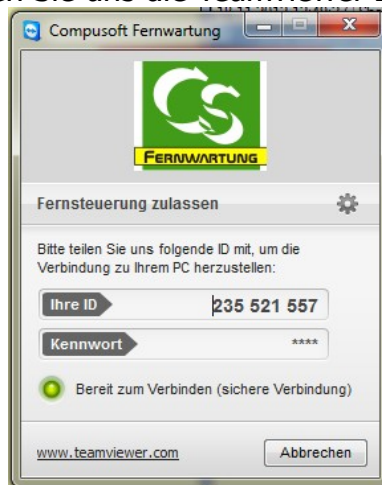 Compusoft Fernwartung
CS
FERNWARTUNG
Fernsteuerung zulassen
Bitte teilen Sie uns folgende ID mit, um die
Verbindung zu Ihrem PC herzustellen:
Ihre ID 235 521 557
Kennwort ****
Bereit zum Verbinden (sichere Verbindung)
www.teamviewer.com Abbrechen